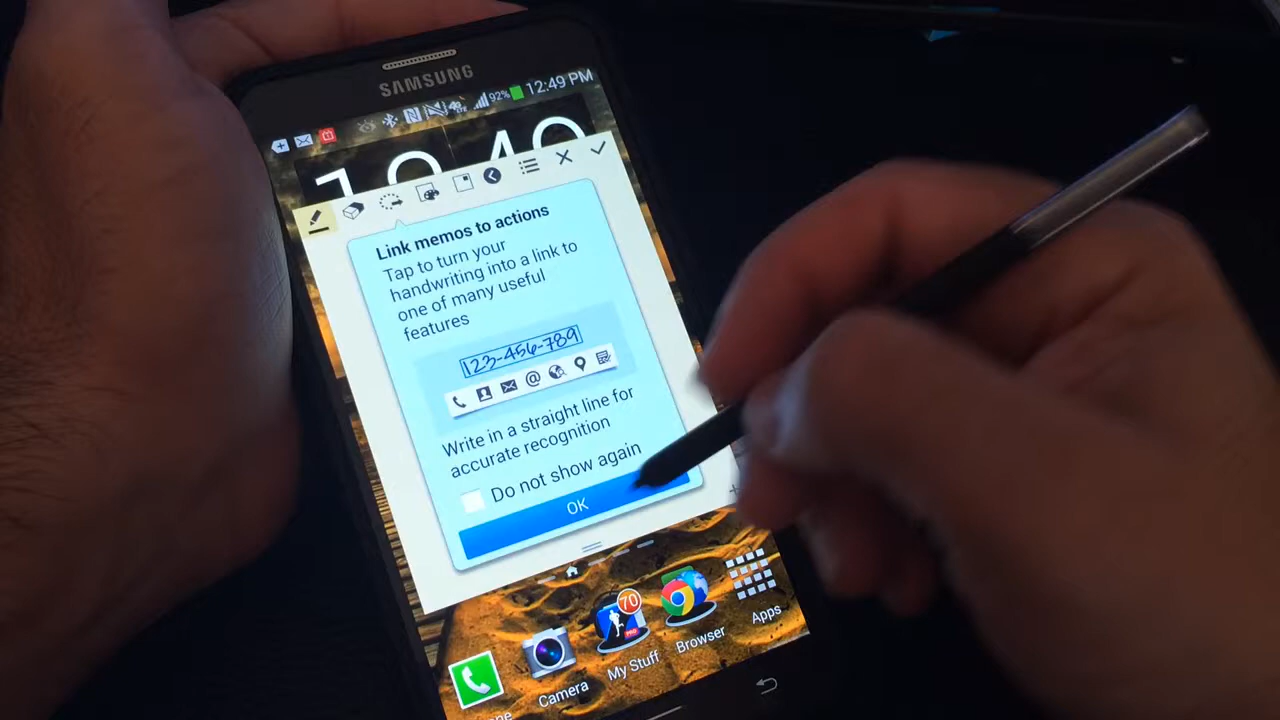 SAMSUNG
92% 12:49 PM
Link memos to actions
Tap to turn your
handwriting into a link to
one of many useful
features
123-456-789
@
Write in a straight line for
accurate recognition
Do not show again
OK
70
PRO
Camera
My Stuff
Browser
Apps